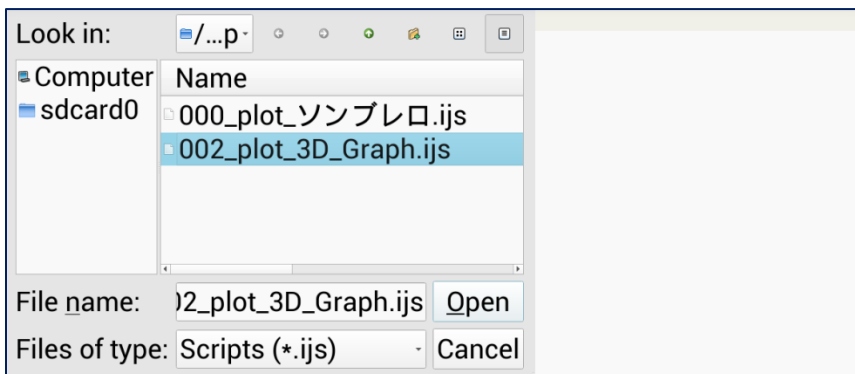 Look in: /...p
Computer
sdcard0
Name
000_plot_ソンブレロ.ijs
002_plot_3D_Graph.ijs
File name: 02_plot_3D_Graph.ijs Open
Files of type: Scripts (*.ijs) Cancel